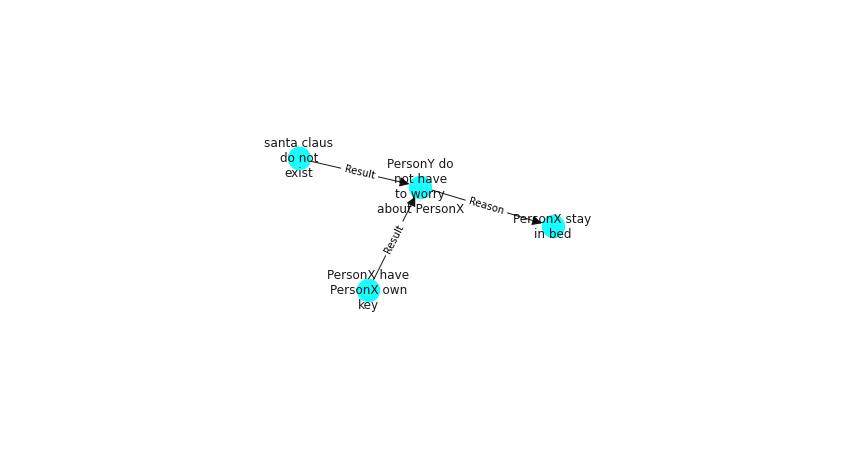 santa claus
do not
exist
Result
PersonY do
not have
to worry
about PersonX
Reason
PersonX stay
in bed
Result
PersonX have
PersonX own
key